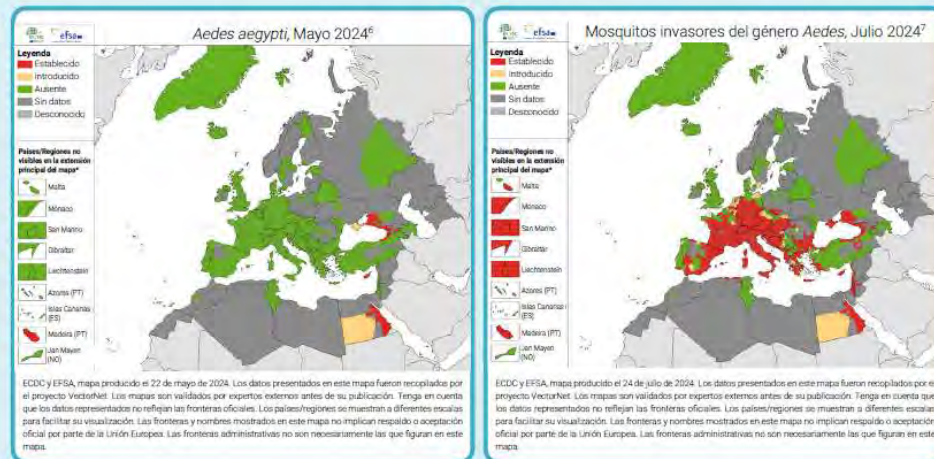 efsa
Aedes aegypti, Mayo 2024⁶
Leyenda
Establecido
Introducido
Ausente
Sin datos
Desconocido
Países/Regiones no
visibles en la extensión
principal del mapa*
Malta
Mónaco
San Marino
Gibraltar
Liechtenstein
Azores (PT)
Islas Canarias
(ES)
Madeira (PT)
Jan Mayen
(NO)
ECDC y EFSA, mapa producido el 22 de mayo de 2024. Los datos presentados en este mapa fueron recopilados por
el proyecto VectorNet. Los mapas son validados por expertos externos antes de su publicación. Tenga en cuenta
que los datos representados no reflejan las fronteras oficiales. Los países/regiones se muestran a diferentes escalas
para facilitar su visualización. Las fronteras y nombres mostrados en este mapa no implican respaldo o aceptación
oficial por parte de la Unión Europea. Las fronteras administrativas no son necesariamente las que figuran en este
mapa.
efsa
Mosquitos invasores del género Aedes, Julio 2024⁷
Leyenda
Establecido
Introducido
Ausente
Sin datos
Desconocido
Países/Regiones no
visibles en la extensión
principal del mapa*
Malta
Mónaco
San Marino
Gibraltar
Liechtenstein
Azores (PT)
Islas Canarias
(ES)
Madeira (PT)
Jan Mayen
(NO)
ECDC y EFSA, mapa producido el 24 de julio de 2024. Los datos presentados en este mapa fueron recopilados por el
proyecto VectorNet. Los mapas son validados por expertos externos antes de su publicación. Tenga en cuenta que
los datos representados no reflejan las fronteras oficiales. Los países/regiones se muestran a diferentes escalas
para facilitar su visualización. Las fronteras y nombres mostrados en este mapa no implican respaldo o aceptación
oficial por parte de la Unión Europea. Las fronteras administrativas no son necesariamente las que figuran en este
mapa.